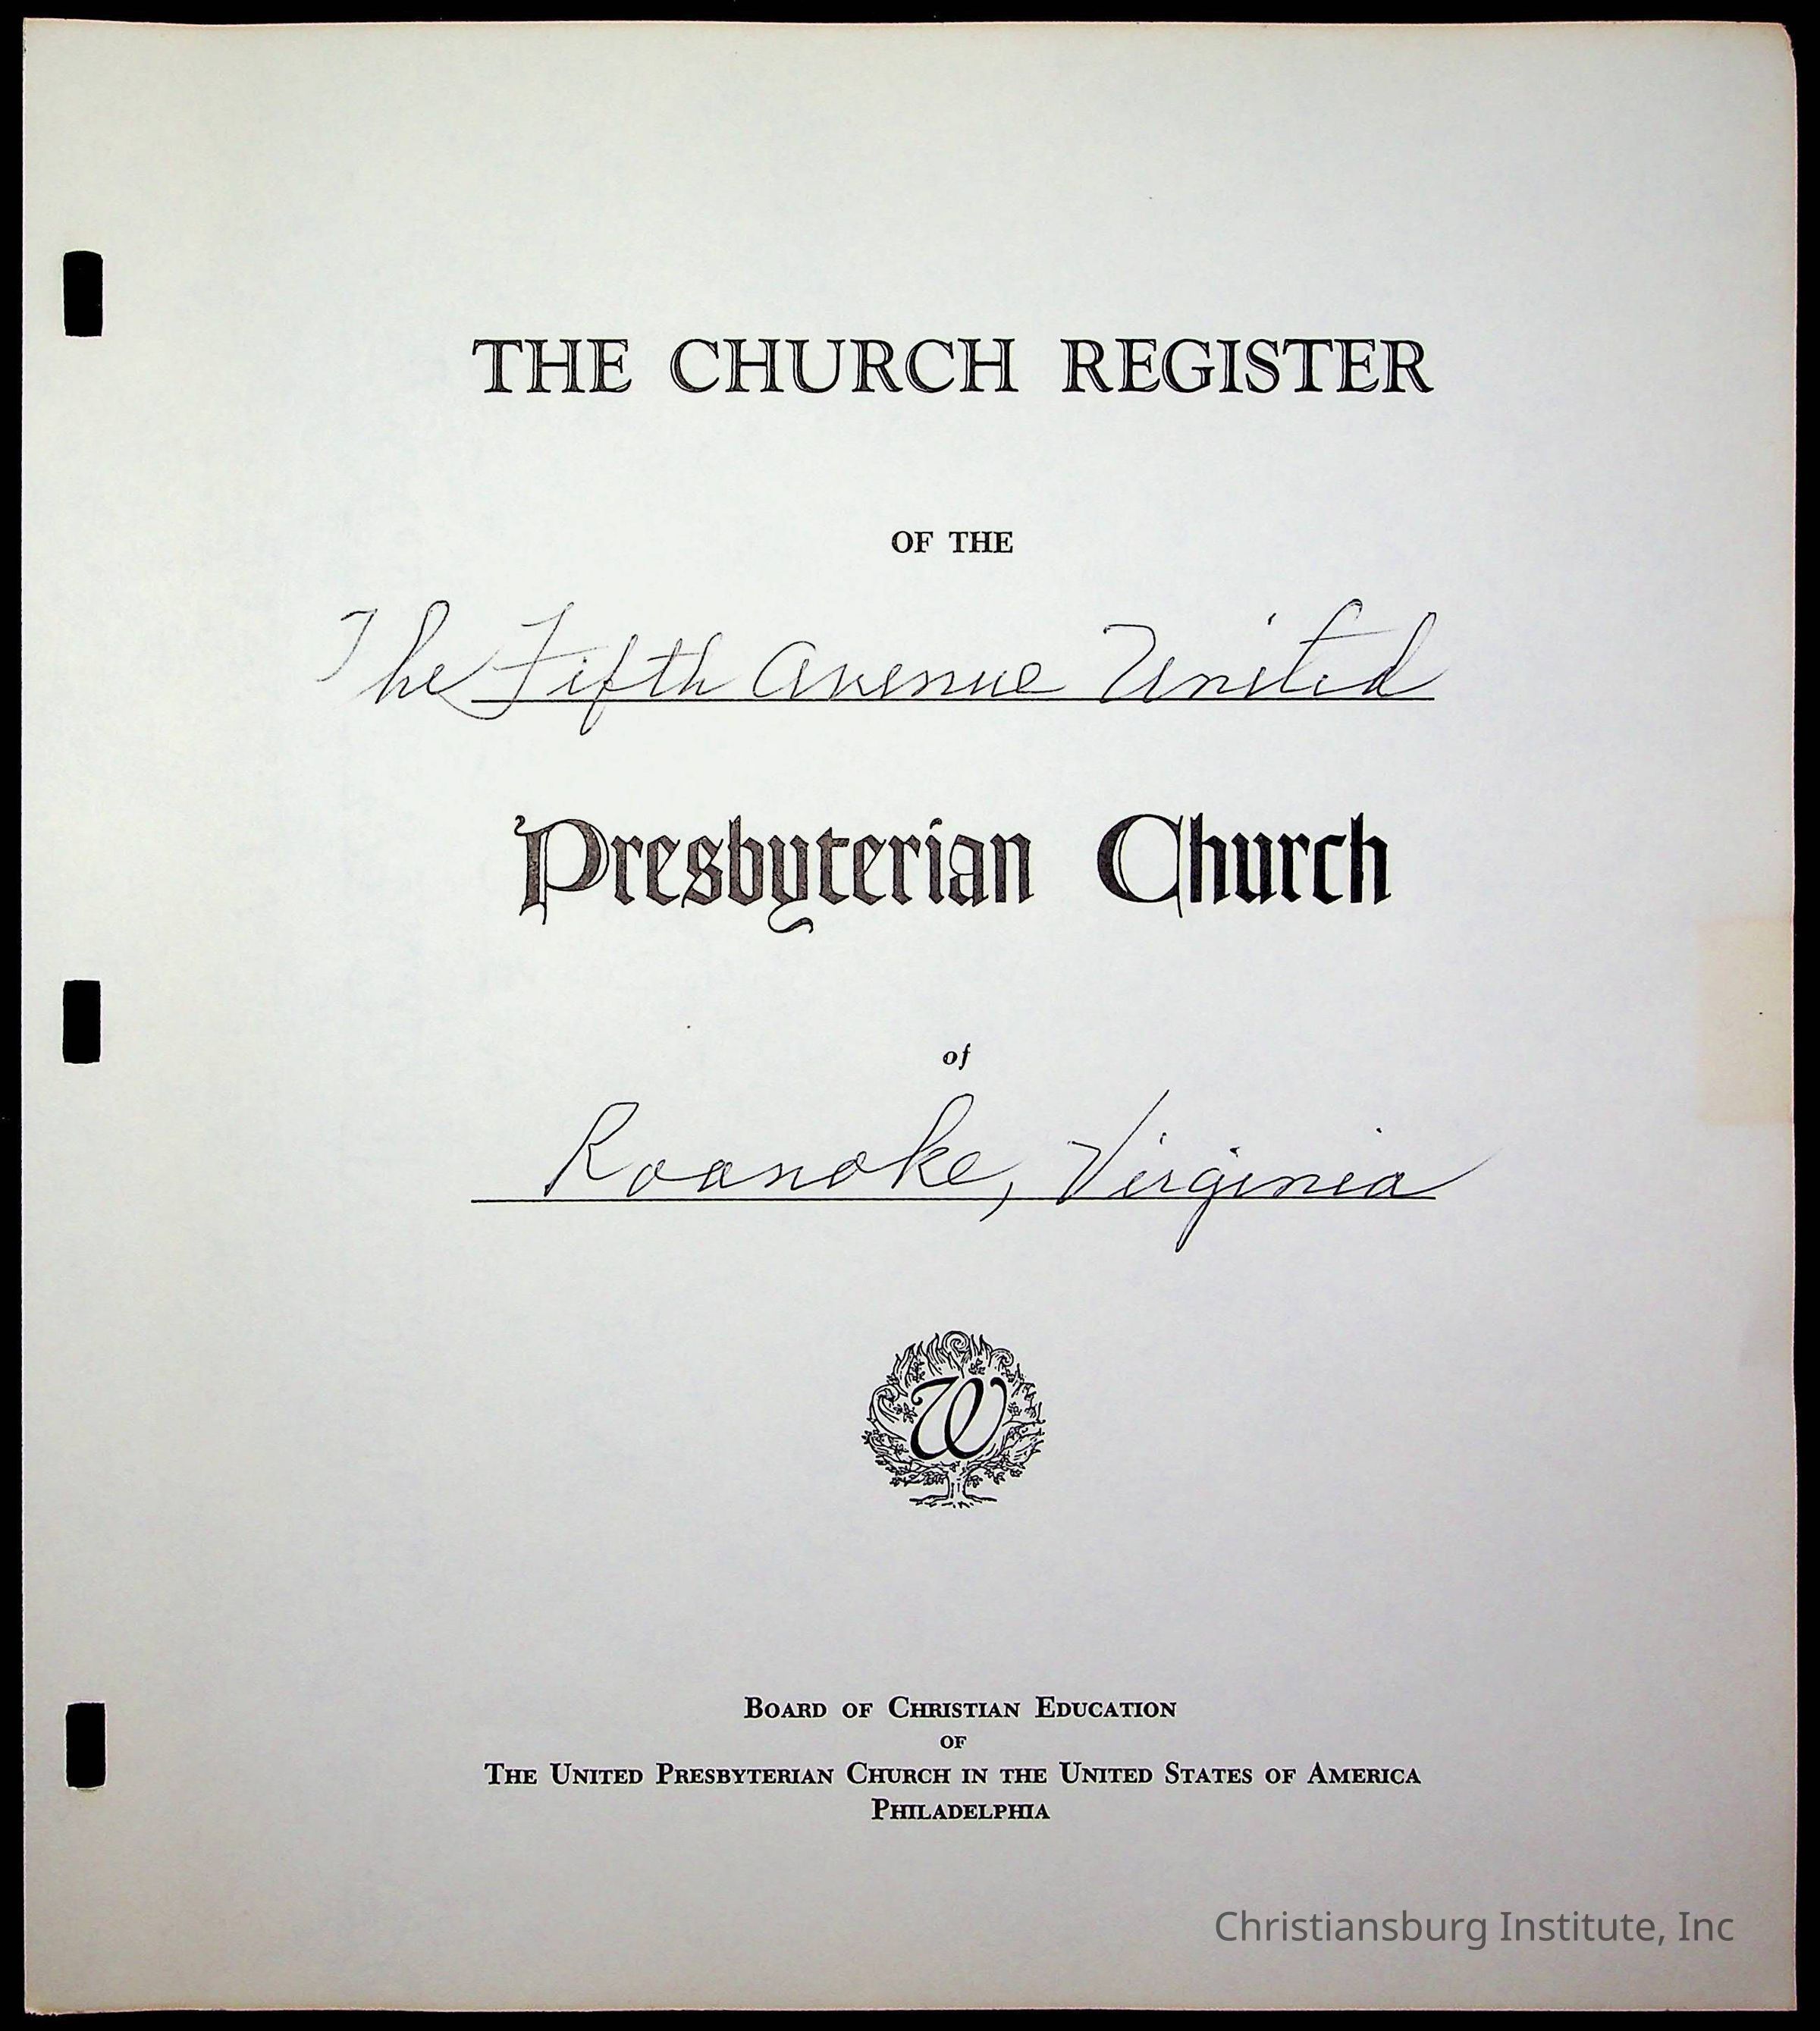 THE CHURCH REGISTER
OF THE
The Fifth Avenue United
Presbyterian Church
of
Roanoke, Virginia
W
BOARD OF CHRISTIAN EDUCATION
OF
THE UNITED PRESBYTERIAN CHURCH IN THE UNITED STATES OF AMERICA
PHILADELPHIA
Christiansburg Institute, Inc